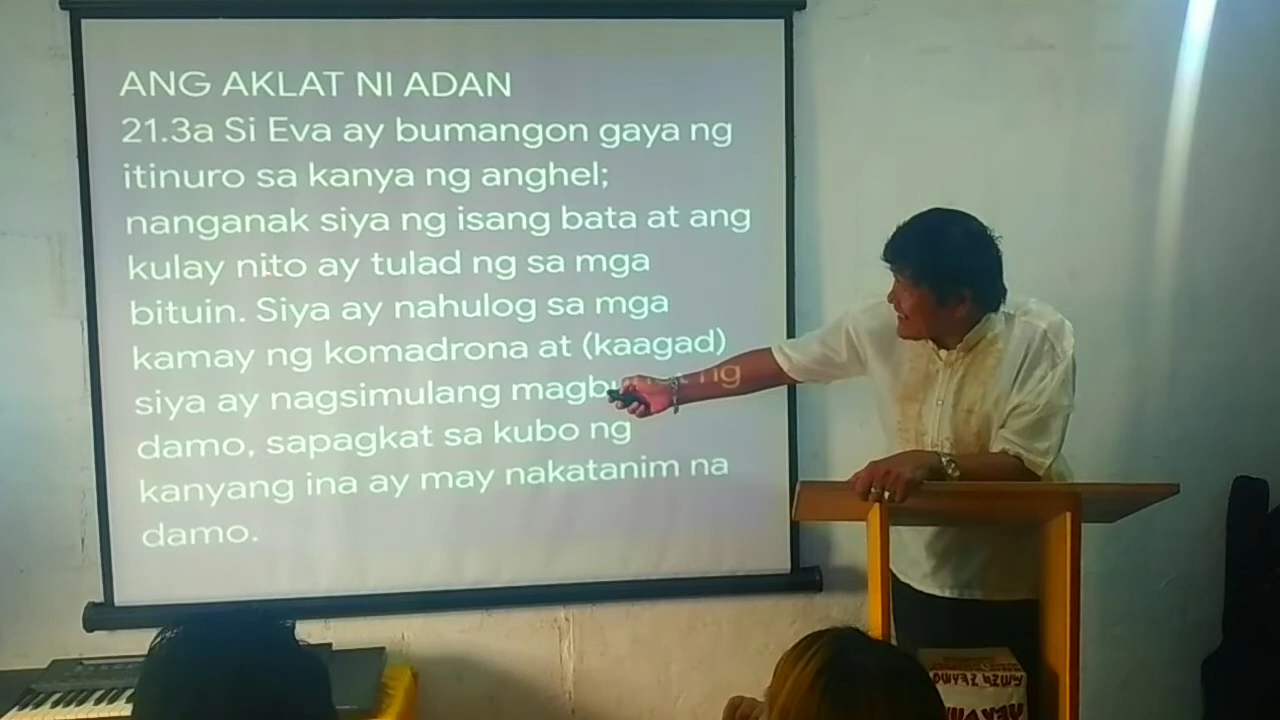 ANG AKLAT NI ADAN
21.3a Si Eva ay bumangon gaya ng
itinuro sa kanya ng anghel;
nanganak siya ng isang bata at ang
kulay nito ay tulad ng sa mga
bituin. Siya ay nahulog sa mga
kamay ng komadrona at (kaagad)
siya ay nagsimulang ng
damo, sapagkat sa kubo ng
kanyang ina ay may nakatanim na
damo.